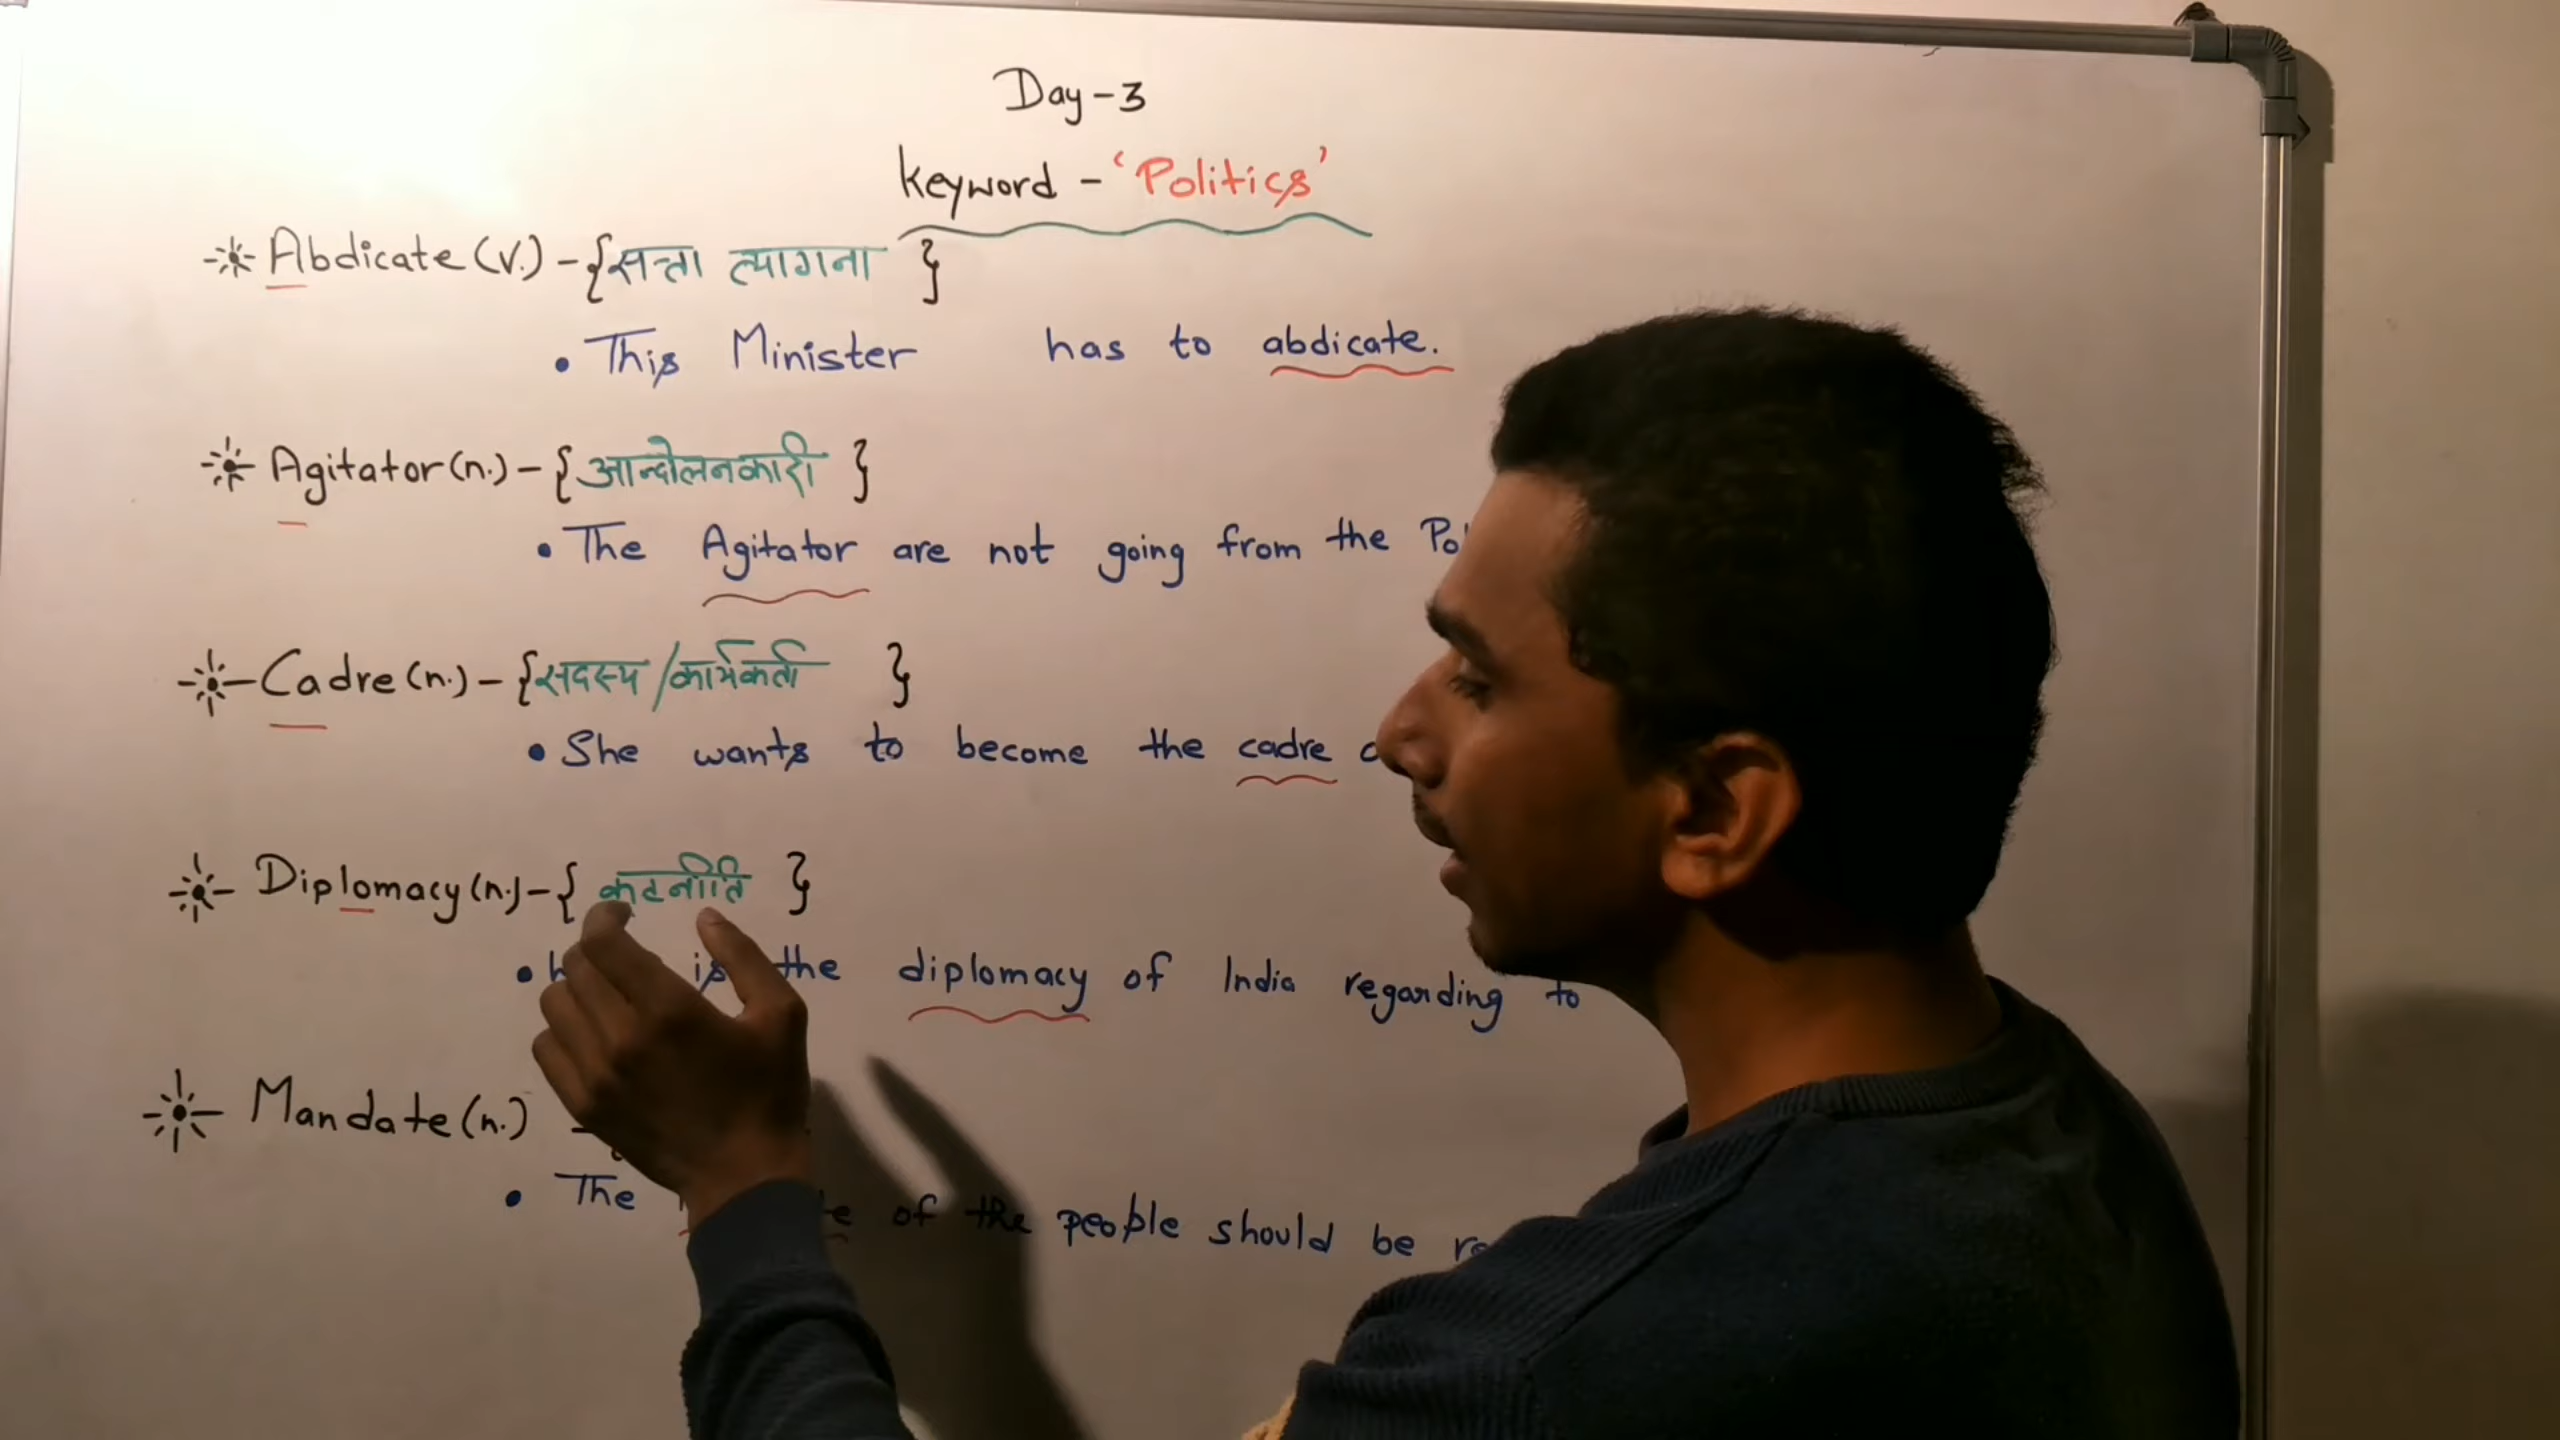 Day-3
Keyword - 'Politics'
Abdicate (v.) - {सत्ता त्यागना }
• This Minister has to abdicate.
Agitator (n.) - {आन्दोलनकारी }
• The Agitator are not going from the
Cadre (n.) - {सदस्य/कार्यकर्ता }
• She wants to become the cadre
Diplomacy (n.) - { कूटनीति }
• is the diplomacy of India regarding to
Mandate (n.)
• The of the people should be